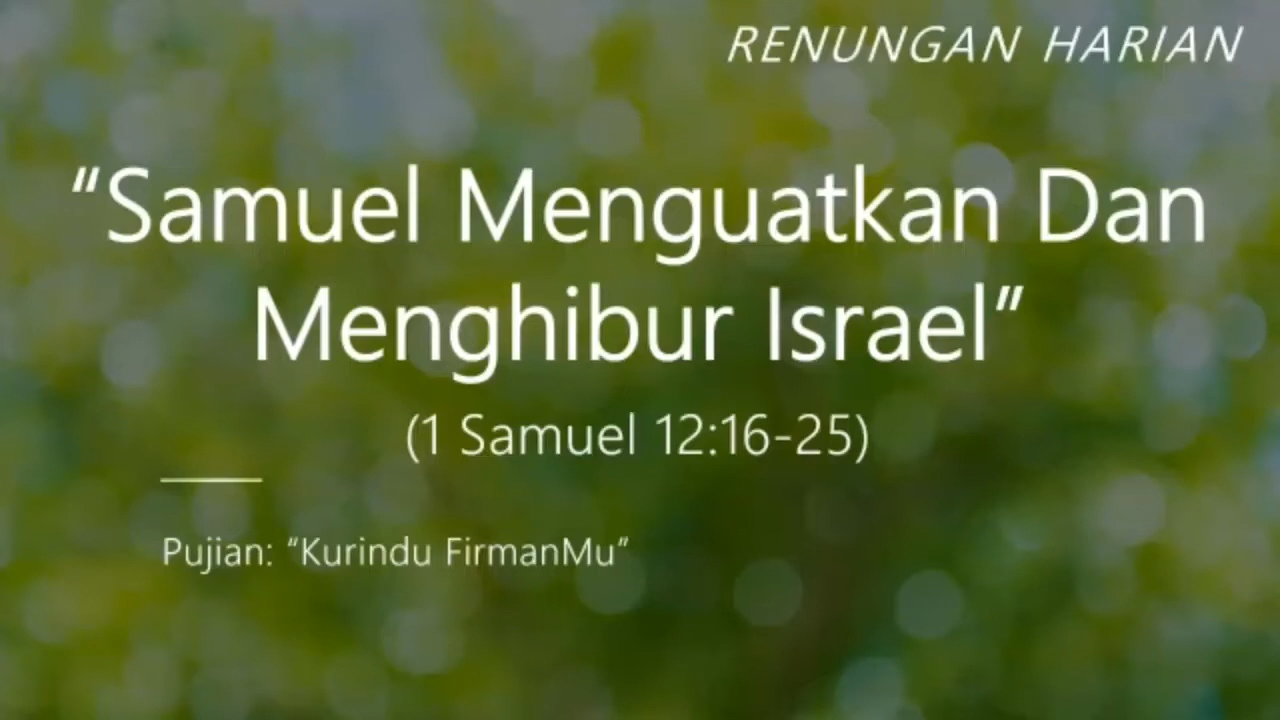 RENUNGAN HARIAN
“Samuel Menguatkan Dan
Menghibur Israel”
(1 Samuel 12:16-25)
Pujian: “Kurindu FirmanMu”